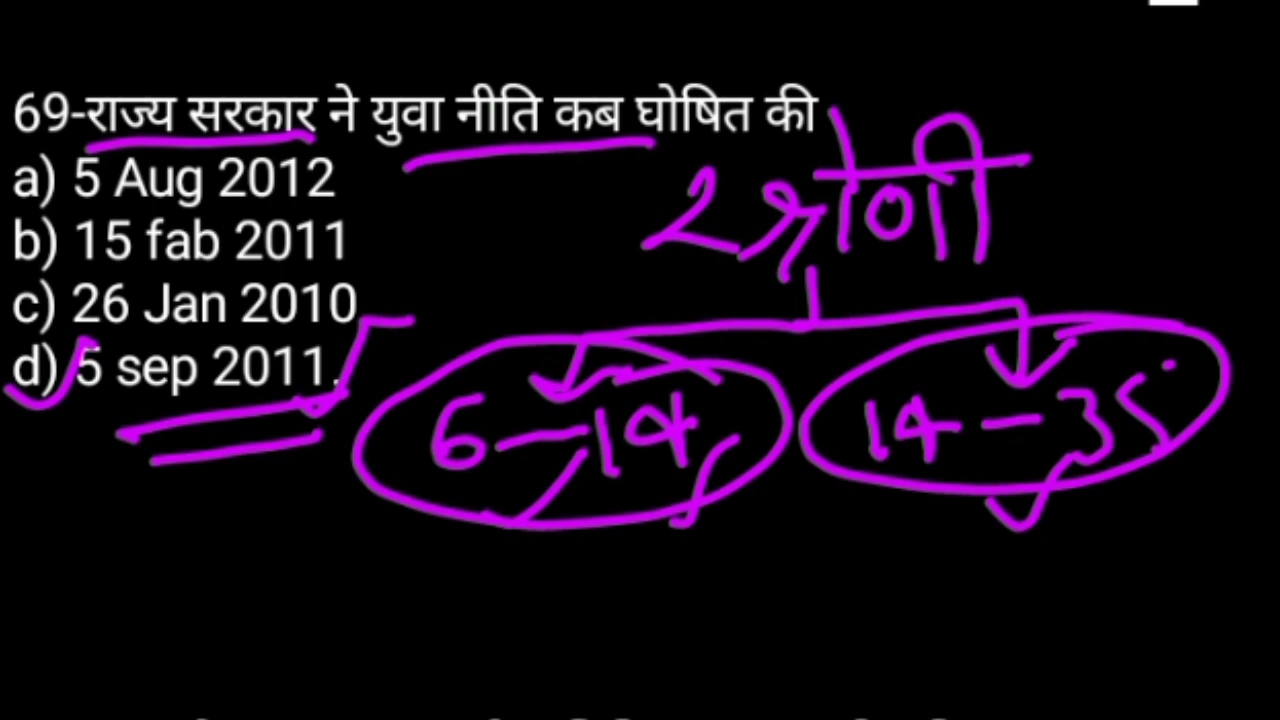 69-राज्य सरकार ने युवा नीति कब घोषित की
a) 5 Aug 2012
b) 15 fab 2011
c) 26 Jan 2010
d) 5 sep 2011.
2 श्रेणी
6-14
14-35